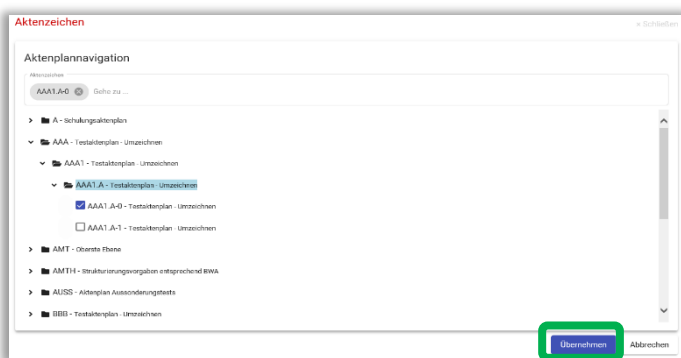 Aktenzeichen
× Schließen
Aktenplannavigation
Aktenzeichen
AAA1.A-0 Gehe zu ...
A - Schulungsaktenplan
AAA - Testaktenplan - Umzeichnen
AAA1 - Testaktenplan - Umzeichnen
AAA1.A - Testaktenplan - Umzeichnen
AAA1.A-0 - Testaktenplan - Umzeichnen
AAA1.A-1 - Testaktenplan - Umzeichnen
AMT - Oberste Ebene
AMTH - Strukturierungsvorgaben entsprechend BWA
AUSS - Aktenplan Aussonderungstests
BBB - Testaktenplan - Umzeichnen
Übernehmen Abbrechen